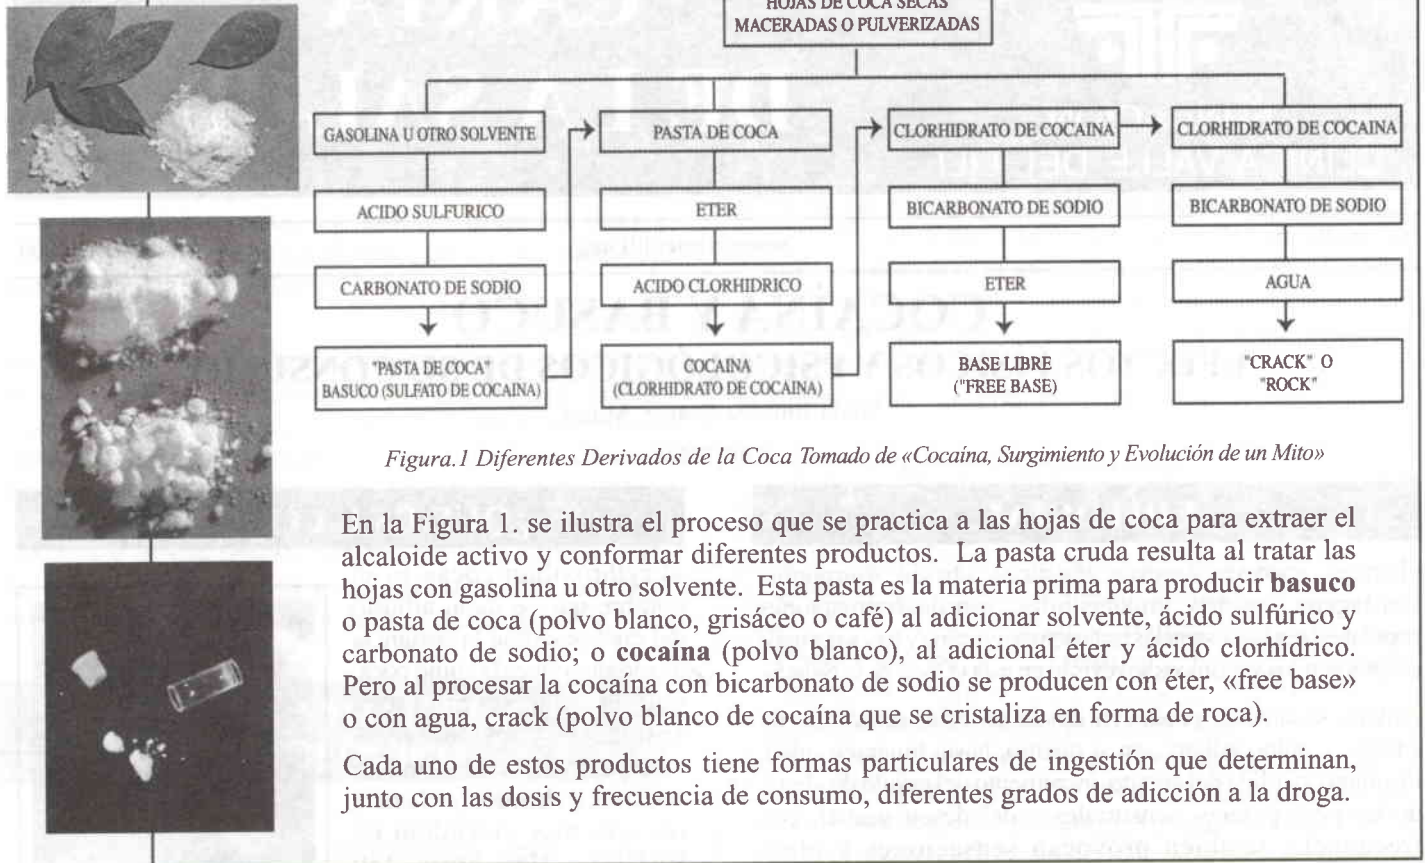 HOJAS DE COCA SECAS
MACERADAS O PULVERIZADAS
GASOLINA U OTRO SOLVENTE
ACIDO SULFURICO
CARBONATO DE SODIO
"PASTA DE COCA"
BASUCO (SULFATO DE COCAINA)
PASTA DE COCA
ETER
ACIDO CLORHIDRICO
COCAINA
(CLORHIDRATO DE COCAINA)
CLORHIDRATO DE COCAINA
BICARBONATO DE SODIO
ETER
BASE LIBRE
("FREE BASE)
CLORHIDRATO DE COCAINA
BICARBONATO DE SODIO
AGUA
"CRACK" O
"ROCK"
Figura.1 Diferentes Derivados de la Coca Tomado de «Cocaína, Surgimiento y Evolución de un Mito»
En la Figura 1. se ilustra el proceso que se practica a las hojas de coca para extraer el
alcaloide activo y conformar diferentes productos. La pasta cruda resulta al tratar las
hojas con gasolina u otro solvente. Esta pasta es la materia prima para producir basuco
o pasta de coca (polvo blanco, grisáceo o café) al adicionar solvente, ácido sulfúrico y
carbonato de sodio; o cocaína (polvo blanco), al adicional éter y ácido clorhídrico.
Pero al procesar la cocaína con bicarbonato de sodio se producen con éter, «free base»
o con agua, crack (polvo blanco de cocaína que se cristaliza en forma de roca).
Cada uno de estos productos tiene formas particulares de ingestión que determinan,
junto con las dosis y frecuencia de consumo, diferentes grados de adicción a la droga.